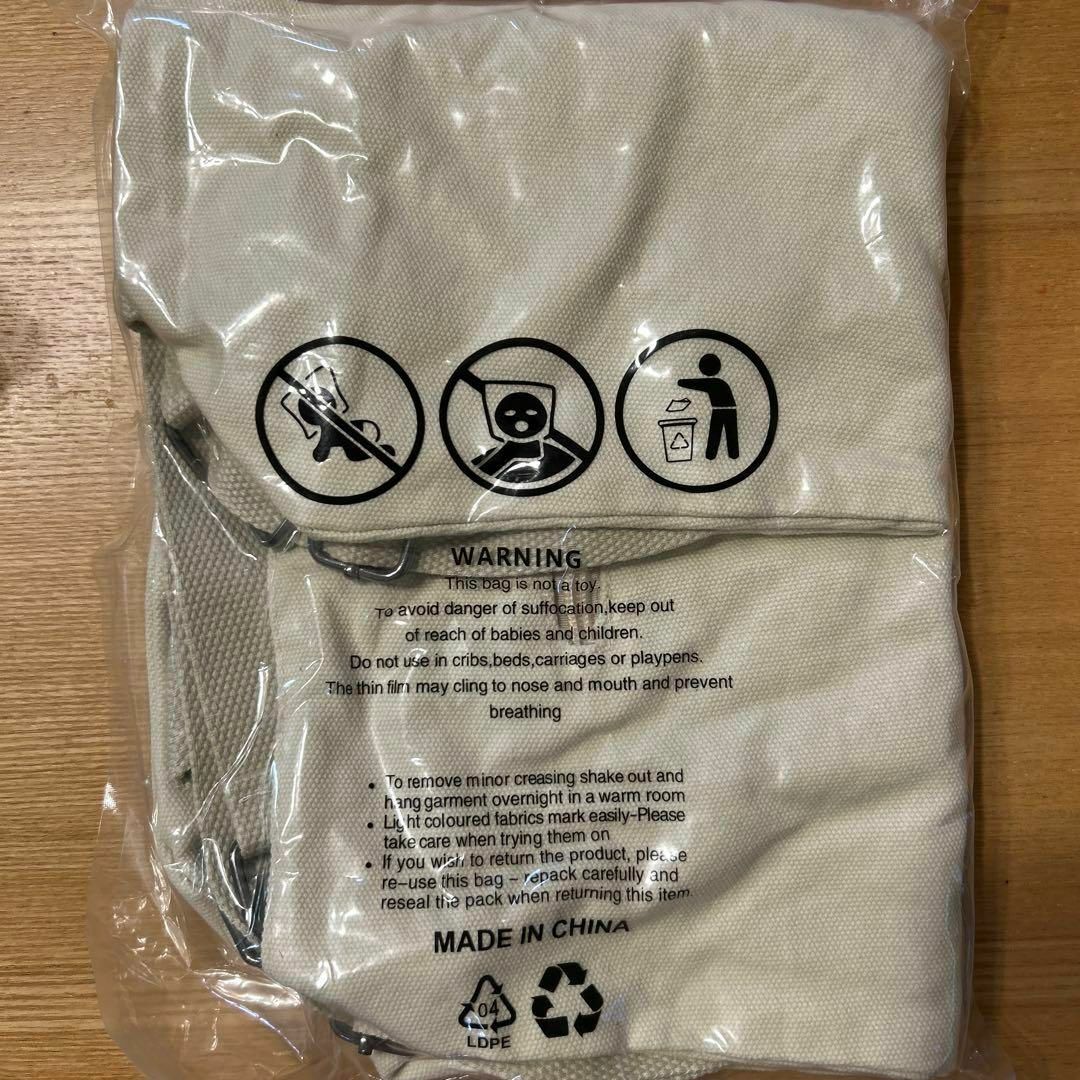 WARNING
This bag is not a toy.
To avoid danger of suffocation,keep out
of reach of babies and children.
Do not use in cribs,beds,carriages or playpens.
The thin film may cling to nose and mouth and prevent
breathing
• To remove minor creasing shake out and
hang garment overnight in a warm room
• Light coloured fabrics mark easily-Please
take care when trying them on
• If you wish to return the product, please
re-use this bag - repack carefully and
reseal the pack when returning this item.
MADE IN CHINA
04
LDPE